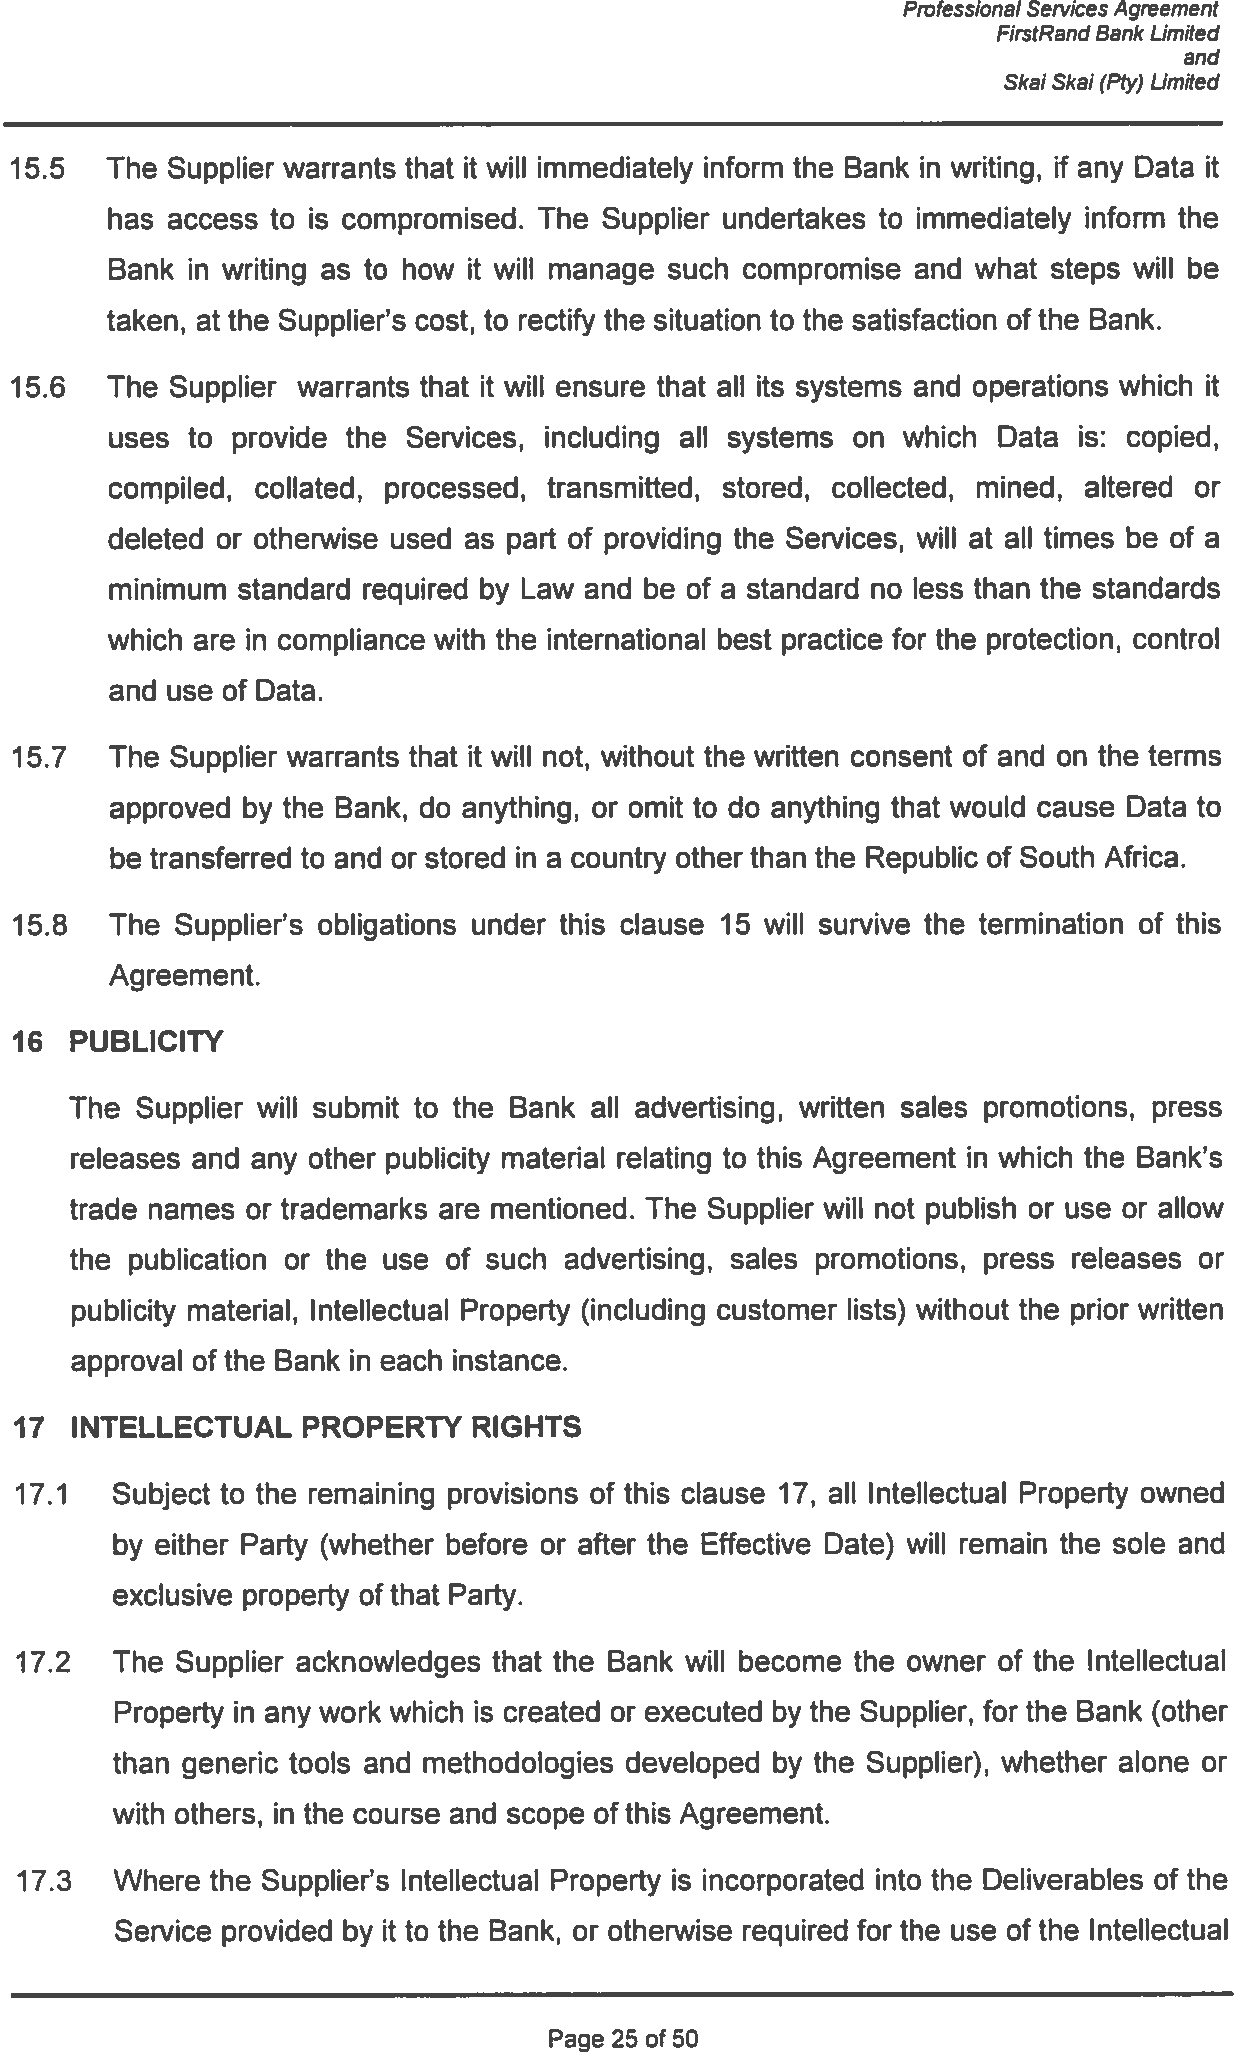 Professional Services Agreement
FirstRand Bank Limited
and
Skai Skai (Pty) Limited
15.5 The Supplier warrants that it will immediately inform the Bank in writing, if any Data it
has access to is compromised. The Supplier undertakes to immediately inform the
Bank in writing as to how it will manage such compromise and what steps will be
taken, at the Supplier's cost, to rectify the situation to the satisfaction of the Bank.
15.6 The Supplier warrants that it will ensure that all its systems and operations which it
uses to provide the Services, including all systems on which Data is: copied,
compiled, collated, processed, transmitted, stored, collected, mined, altered or
deleted or otherwise used as part of providing the Services, will at all times be of a
minimum standard required by Law and be of a standard no less than the standards
which are in compliance with the international best practice for the protection, control
and use of Data.
15.7 The Supplier warrants that it will not, without the written consent of and on the terms
approved by the Bank, do anything, or omit to do anything that would cause Data to
be transferred to and or stored in a country other than the Republic of South Africa.
15.8 The Supplier's obligations under this clause 15 will survive the termination of this
Agreement.
16 PUBLICITY
The Supplier will submit to the Bank all advertising, written sales promotions, press
releases and any other publicity material relating to this Agreement in which the Bank's
trade names or trademarks are mentioned. The Supplier will not publish or use or allow
the publication or the use of such advertising, sales promotions, press releases or
publicity material, Intellectual Property (including customer lists) without the prior written
approval of the Bank in each instance.
17 INTELLECTUAL PROPERTY RIGHTS
17.1 Subject to the remaining provisions of this clause 17, all Intellectual Property owned
by either Party (whether before or after the Effective Date) will remain the sole and
exclusive property of that Party.
17.2 The Supplier acknowledges that the Bank will become the owner of the Intellectual
Property in any work which is created or executed by the Supplier, for the Bank (other
than generic tools and methodologies developed by the Supplier), whether alone or
with others, in the course and scope of this Agreement.
17.3 Where the Supplier's Intellectual Property is incorporated into the Deliverables of the
Service provided by it to the Bank, or otherwise required for the use of the Intellectual
Page 25 of 50